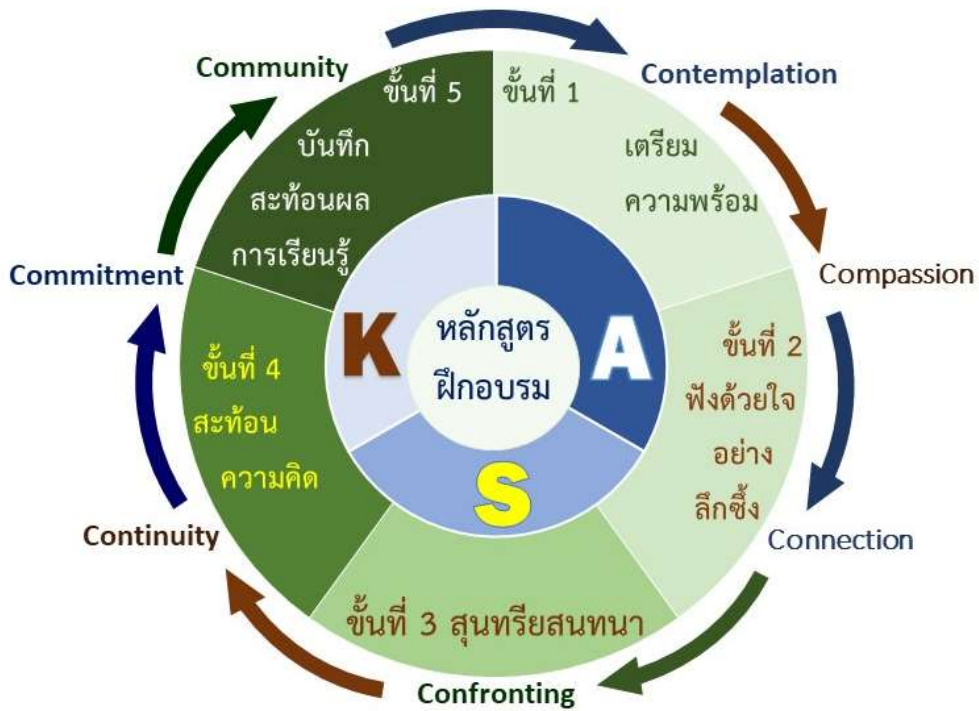 Contemplation
Compassion
Connection
Confronting
Continuity
Commitment
Community
ขั้นที่ 1
เตรียม
ความพร้อม
ขั้นที่ 2
ฟังด้วยใจ
อย่าง
ลึกซึ้ง
ขั้นที่ 3 สุนทรียสนทนา
ขั้นที่ 4
สะท้อน
ความคิด
ขั้นที่ 5
บันทึก
สะท้อนผล
การเรียนรู้
K
A
S
หลักสูตร
ฝึกอบรม